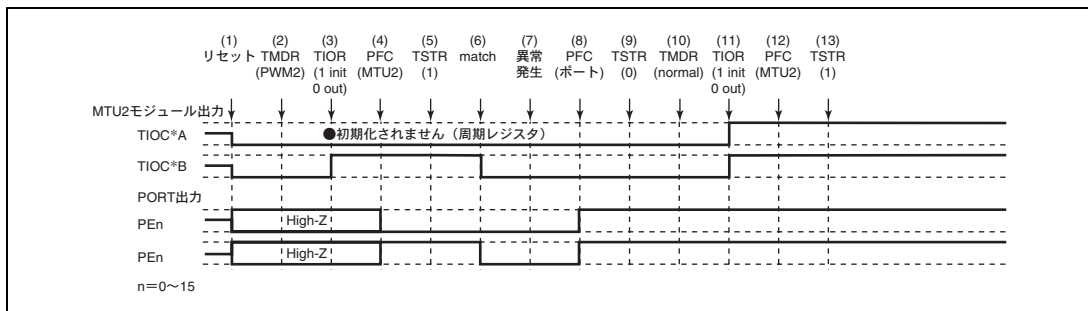 (1) (2) (3) (4) (5) (6) (7) (8) (9) (10) (11) (12) (13)
リセット TMDR TIOR PFC TSTR match 異常 PFC TSTR TMDR TIOR PFC TSTR
(PWM2) (1 init (MTU2) (1) 発生 (ポート) (0) (normal) (1 init (MTU2) (1)
0 out) 0 out)
MTU2モジュール出力
TIOC*A ●初期化されません（周期レジスタ）
TIOC*B
PORT出力
PEn High-Z
PEn High-Z
n＝0～15